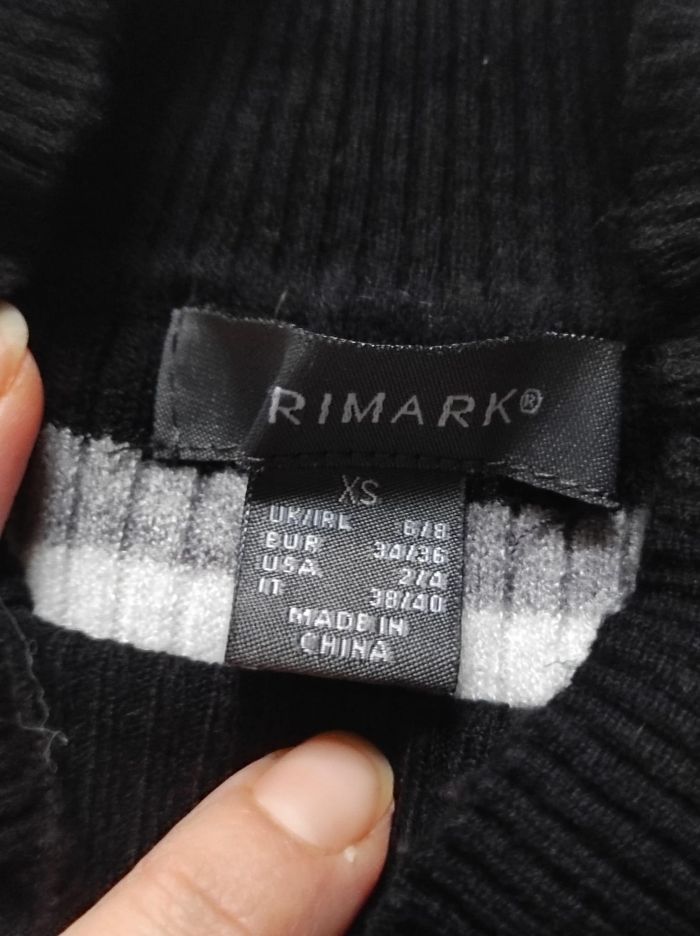 RIMARK®
XS
UK/IRL 6/8
EUR 34/36
USA 2/4
IT 38/40
MADE IN
CHINA